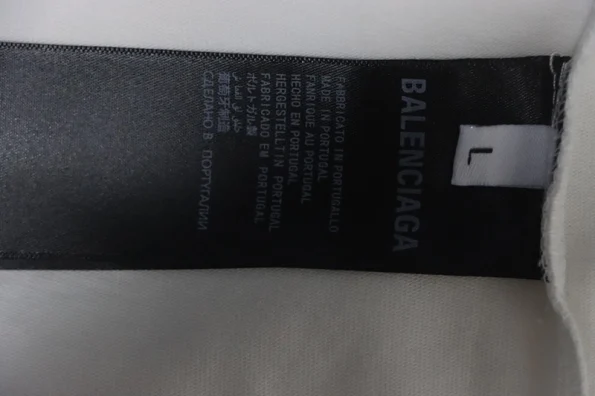 L
BALENCIAGA
FABBRICATO IN PORTOGALLO
MADE IN PORTUGAL
FABRIQUE AU PORTUGAL
HECHO EN PORTUGAL
HERGESTELLT IN PORTUGAL
FABRICADO EM PORTUGAL
ポルトガル製
葡萄牙制造
СДЕЛАНО В ПОРТУГАЛИИ